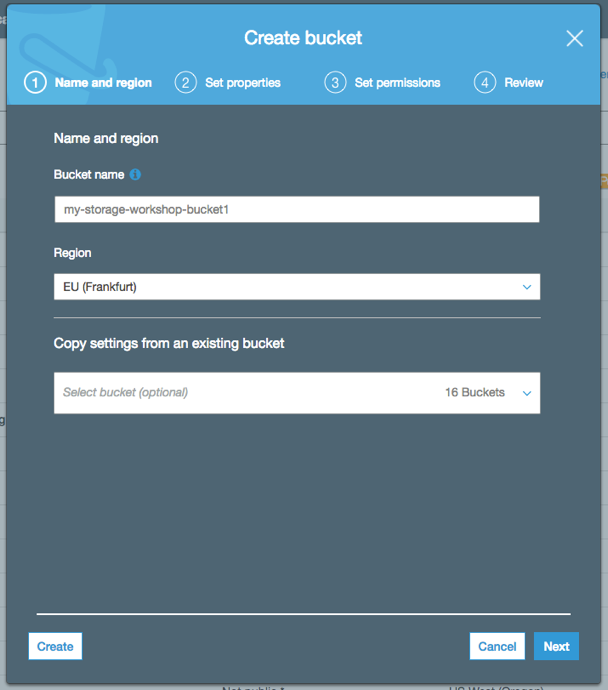 Create bucket
1 Name and region 2 Set properties 3 Set permissions 4 Review
Name and region
Bucket name
my-storage-workshop-bucket1
Region
EU (Frankfurt)
Copy settings from an existing bucket
Select bucket (optional) 16 Buckets
Create Cancel Next